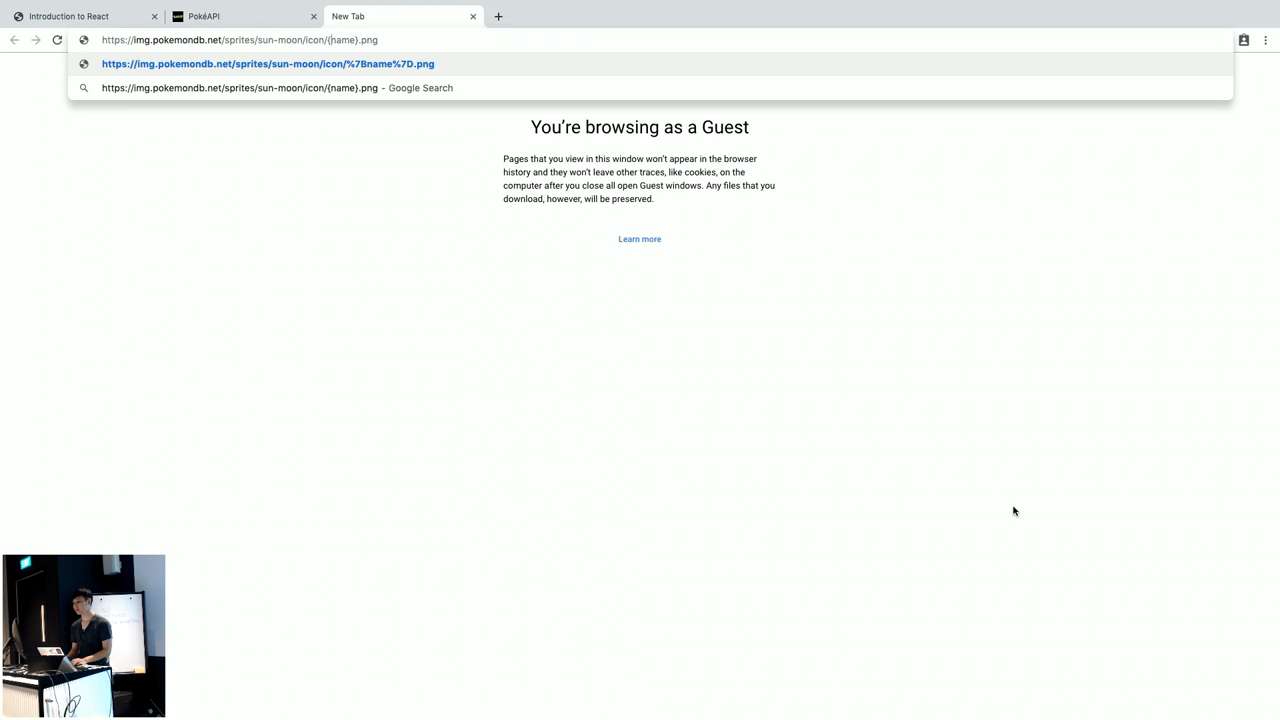 Introduction to React
PokéAPI
New Tab
https://img.pokemondb.net/sprites/sun-moon/icon/{name}.png
https://img.pokemondb.net/sprites/sun-moon/icon/%7Bname%7D.png
https://img.pokemondb.net/sprites/sun-moon/icon/{name}.png - Google Search
You’re browsing as a Guest
Pages that you view in this window won’t appear in the browser
history and they won’t leave other traces, like cookies, on the
computer after you close all open Guest windows. Any files that you
download, however, will be preserved.
Learn more